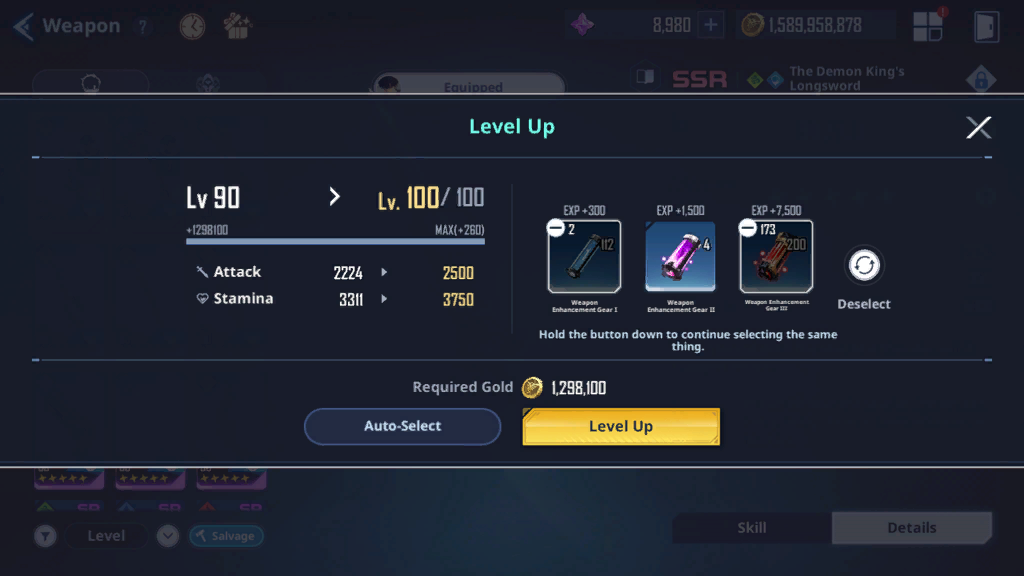 Weapon ?
8,980 +
1,589,958,878
Equipped
SSR
The Demon King's
Longsword
Level Up
Lv 90
Lv. 100/ 100
+1298100
MAX(+260)
Attack 2224 2500
Stamina 3311 3750
EXP +300
2
112
Weapon
Enhancement Gear I
EXP +1,500
4
Weapon
Enhancement Gear II
EXP +7,500
173
200
Weapon Enhancement
Gear III
Deselect
Hold the button down to continue selecting the same
thing.
Required Gold 1,298,100
Auto-Select
Level Up
SR SR SR
Level
Salvage
Skill
Details